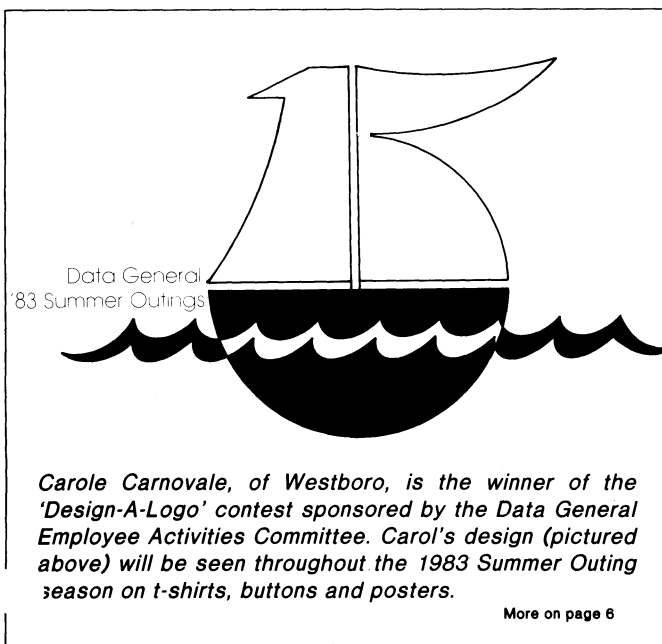 Data General
'83 Summer Outings
Carole Carnovale, of Westboro, is the winner of the
'Design-A-Logo' contest sponsored by the Data General
Employee Activities Committee. Carol's design (pictured
above) will be seen throughout the 1983 Summer Outing
season on t-shirts, buttons and posters.
More on page 6